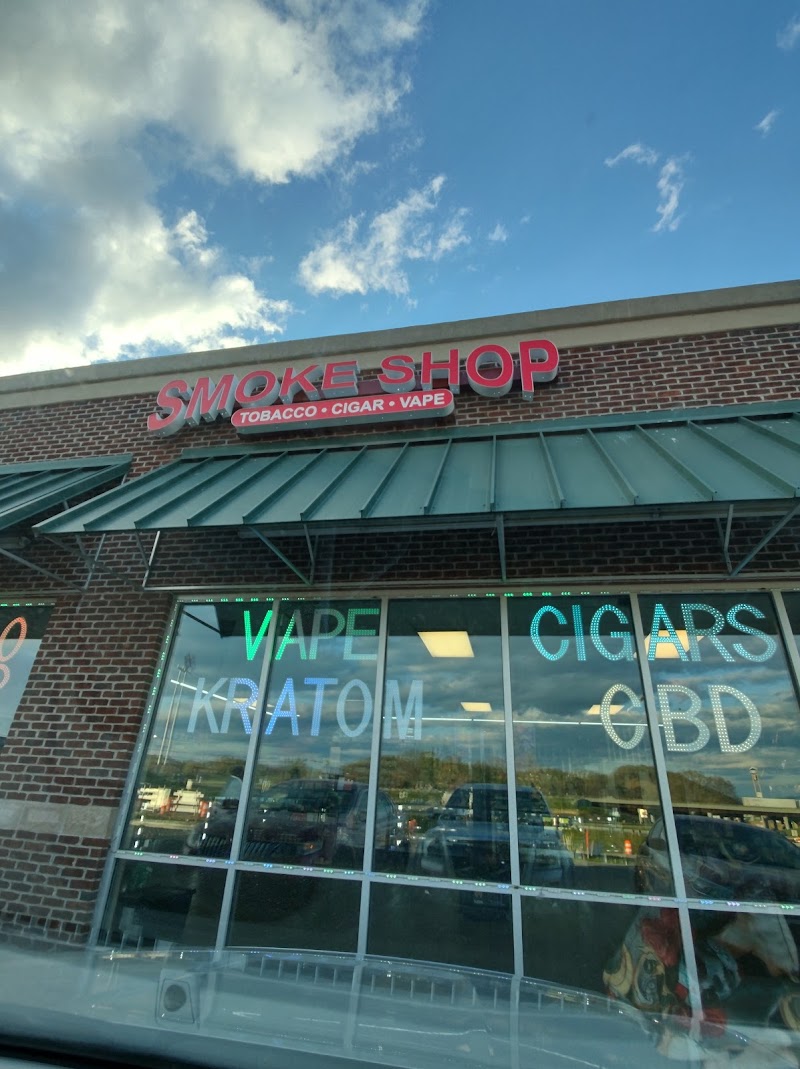 SMOKE SHOP
TOBACCO • CIGAR • VAPE
VAPE CIGARS
KRATOM CBD